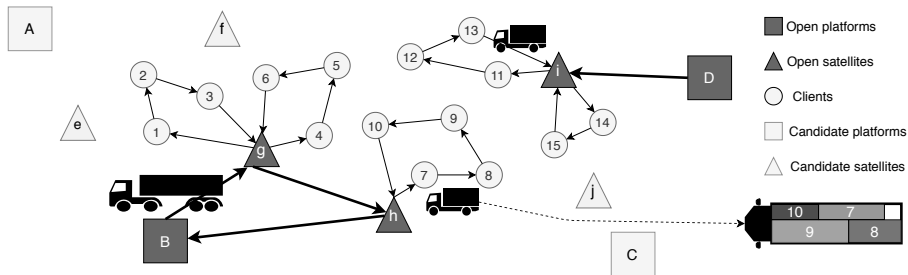 A
f
13
Open platforms
2
6
5
12
11
i
D
Open satellites
3
Clients
e
1
4
10
9
14
Candidate platforms
g
15
7
8
Candidate satellites
h
j
B
C
10 7
9 8